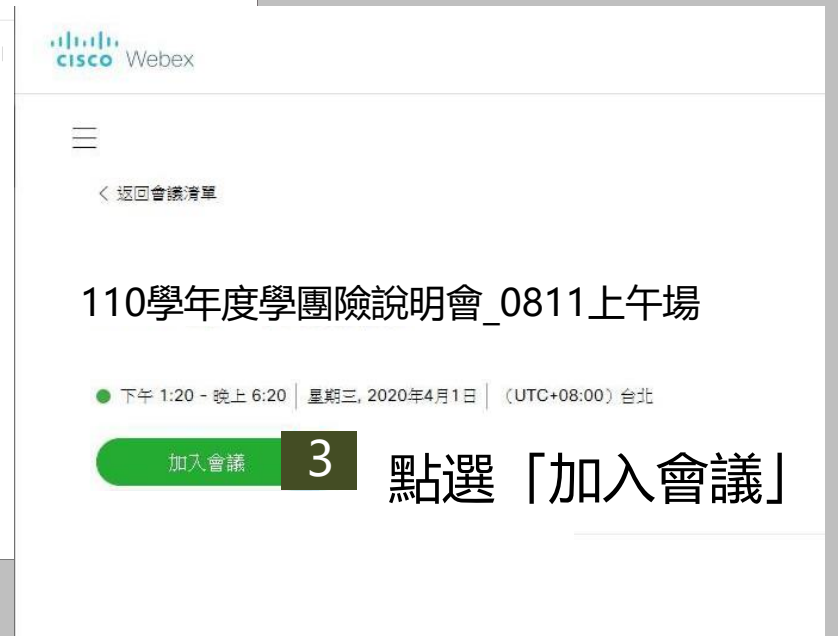 cisco Webex
< 返回會議清單
110學年度學團險說明會_0811上午場
下午 1:20 - 晚上 6:20 | 星期三, 2020年4月1日 | （UTC+08:00）台北
加入會議
3
點選「加入會議」